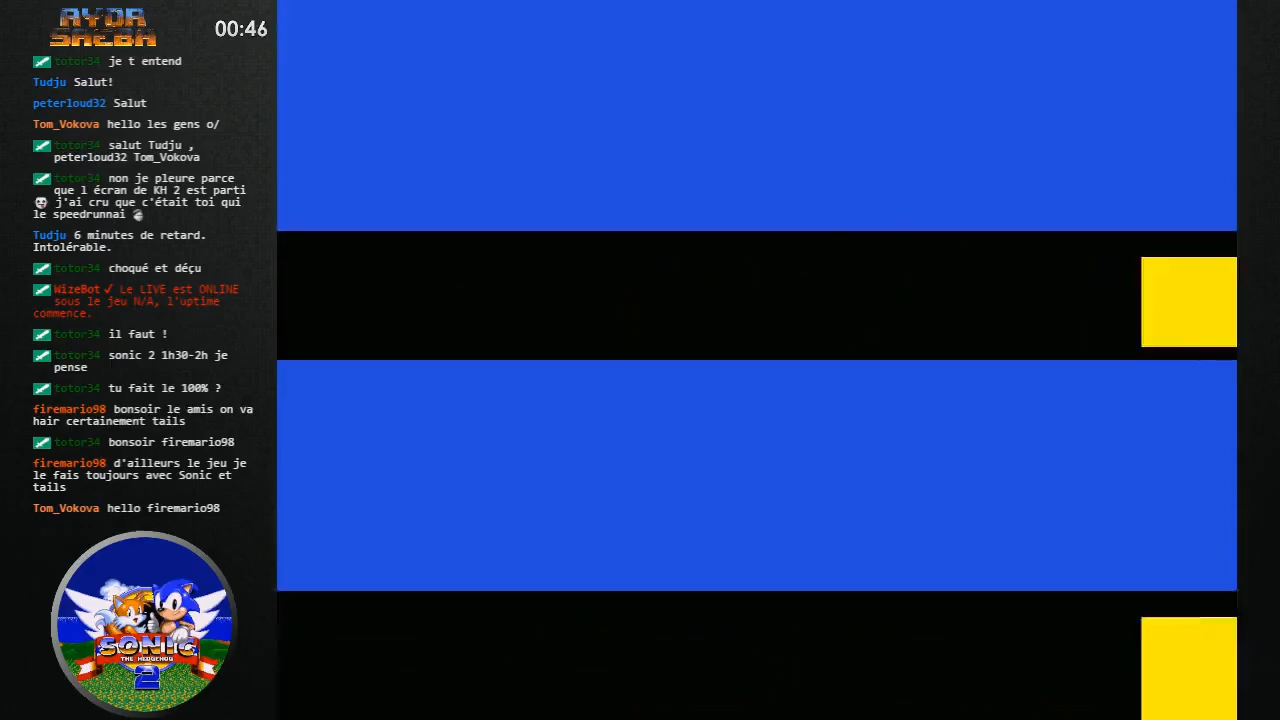 RYDA
SAEBA
00:46
totor34 je t entend
Tudju Salut!
peterloud32 Salut
Tom_Vokova hello les gens o/
totor34 salut Tudju ,
peterloud32 Tom_Vokova
totor34 non je pleure parce
que l écran de KH 2 est parti
j'ai cru que c'était toi qui
le speedrunnai
Tudju 6 minutes de retard.
Intolérable.
totor34 choqué et déçu
WizeBot ✓ Le LIVE est ONLINE
sous le jeu N/A, l'uptime
commence.
totor34 il faut !
totor34 sonic 2 1h30-2h je
pense
totor34 tu fait le 100% ?
firemario98 bonsoir le amis on va
hair certainement tails
totor34 bonsoir firemario98
firemario98 d'ailleurs le jeu je
le fais toujours avec Sonic et
tails
Tom_Vokova hello firemario98
SONIC
THE HEDGEHOG
2